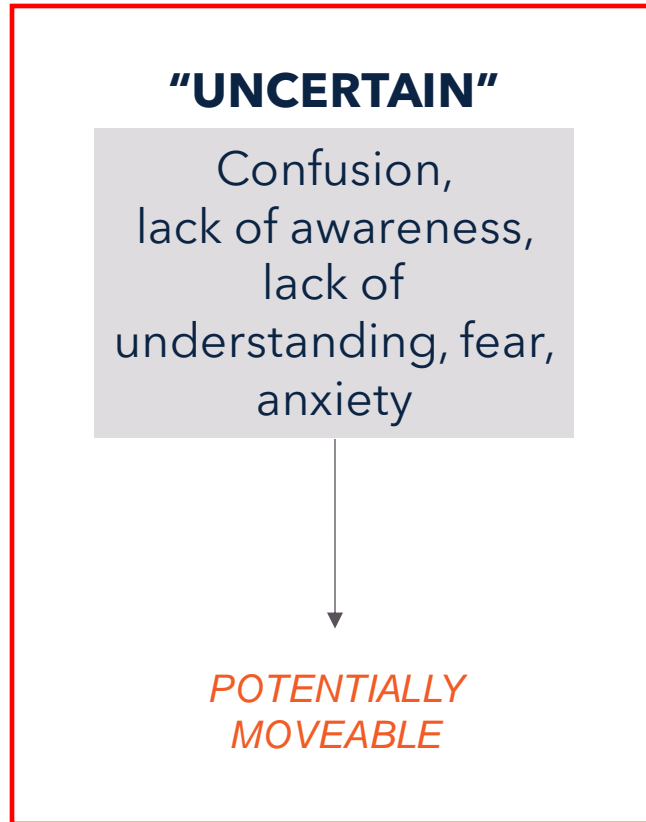 “UNCERTAIN”
Confusion,
lack of awareness,
lack of
understanding, fear,
anxiety
POTENTIALLY
MOVEABLE